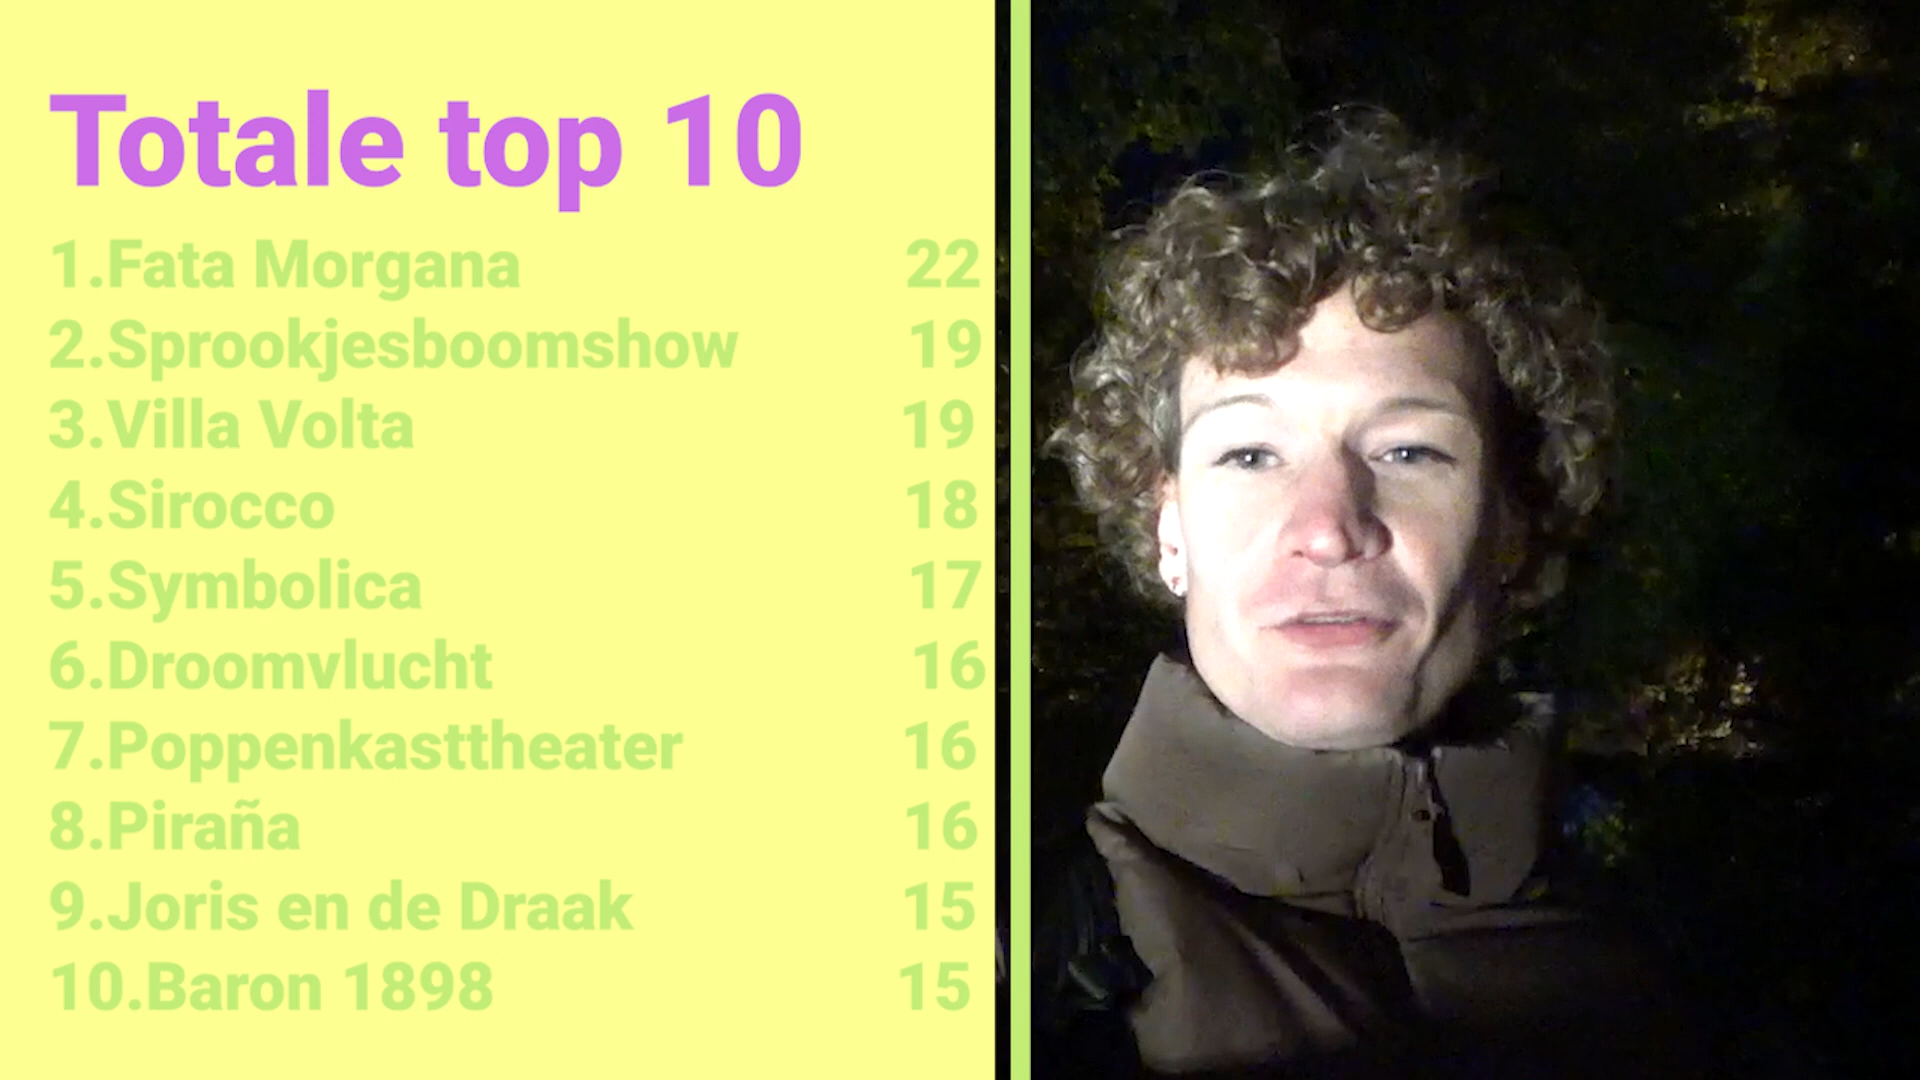 Totale top 10
1.Fata Morgana 22
2.Sprookjesboomshow 19
3.Villa Volta 19
4.Sirocco 18
5.Symbolica 17
6.Droomvlucht 16
7.Poppenkasttheater 16
8.Piraña 16
9.Joris en de Draak 15
10.Baron 1898 15